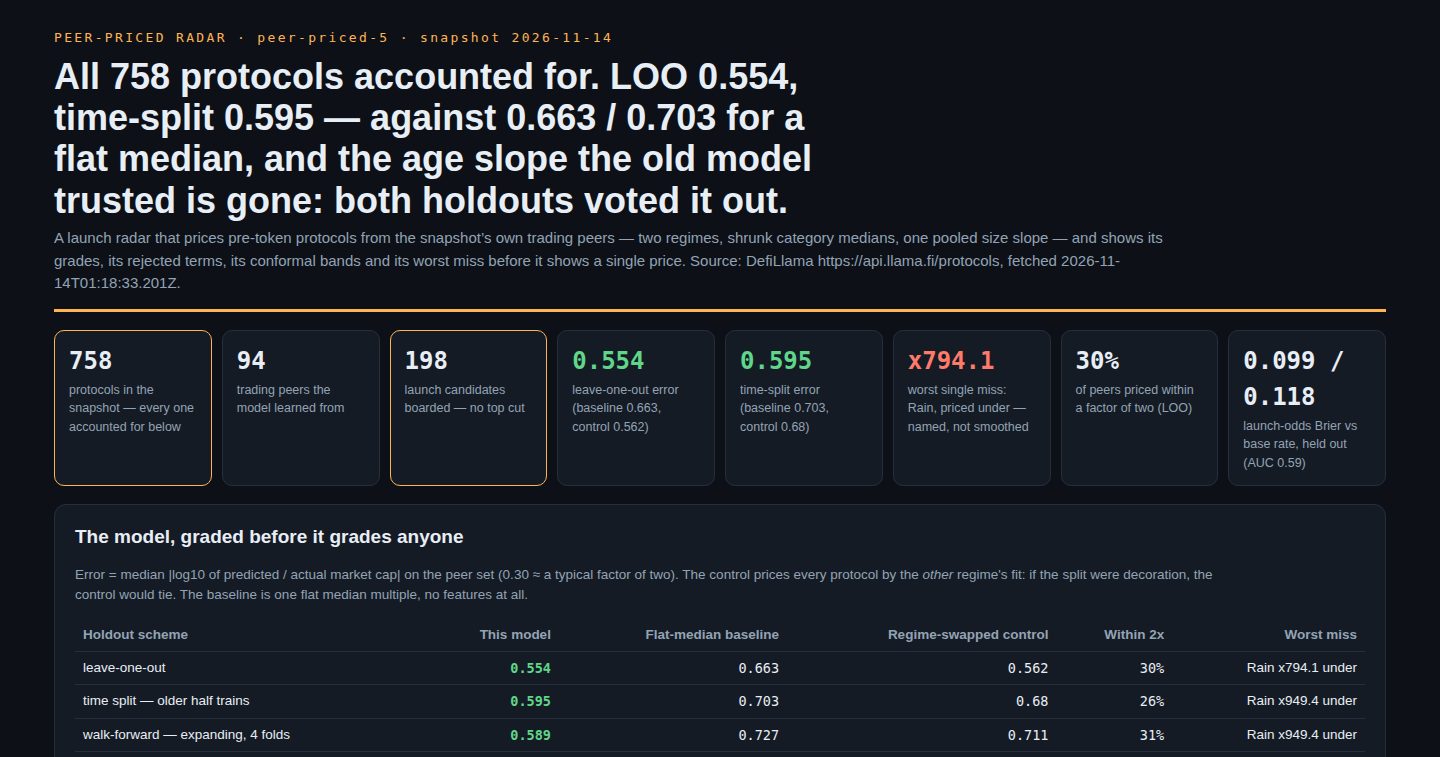 PEER-PRICED RADAR · peer-priced-5 · snapshot 2026-11-14
All 758 protocols accounted for. LOO 0.554,
time-split 0.595 — against 0.663 / 0.703 for a
flat median, and the age slope the old model
trusted is gone: both holdouts voted it out.
A launch radar that prices pre-token protocols from the snapshot's own trading peers — two regimes, shrunk category medians, one pooled size slope — and shows its
grades, its rejected terms, its conformal bands and its worst miss before it shows a single price. Source: DefiLlama https://api.llama.fi/protocols, fetched 2026-11-
14T01:18:33.201Z.
758
protocols in the
snapshot — every one
accounted for below
94
trading peers the
model learned from
198
launch candidates
boarded — no top cut
0.554
leave-one-out error
(baseline 0.663,
control 0.562)
0.595
time-split error
(baseline 0.703,
control 0.68)
x794.1
worst single miss:
Rain, priced under —
named, not smoothed
30%
of peers priced within
a factor of two (LOO)
0.099 /
0.118
launch-odds Brier vs
base rate, held out
(AUC 0.59)
The model, graded before it grades anyone
Error = median |log10 of predicted / actual market cap| on the peer set (0.30 ≈ a typical factor of two). The control prices every protocol by the other regime's fit: if the split were decoration, the
control would tie. The baseline is one flat median multiple, no features at all.
Holdout scheme This model Flat-median baseline Regime-swapped control Within 2x Worst miss
leave-one-out 0.554 0.663 0.562 30% Rain x794.1 under
time split — older half trains 0.595 0.703 0.68 26% Rain x949.4 under
walk-forward — expanding, 4 folds 0.589 0.727 0.711 31% Rain x949.4 under